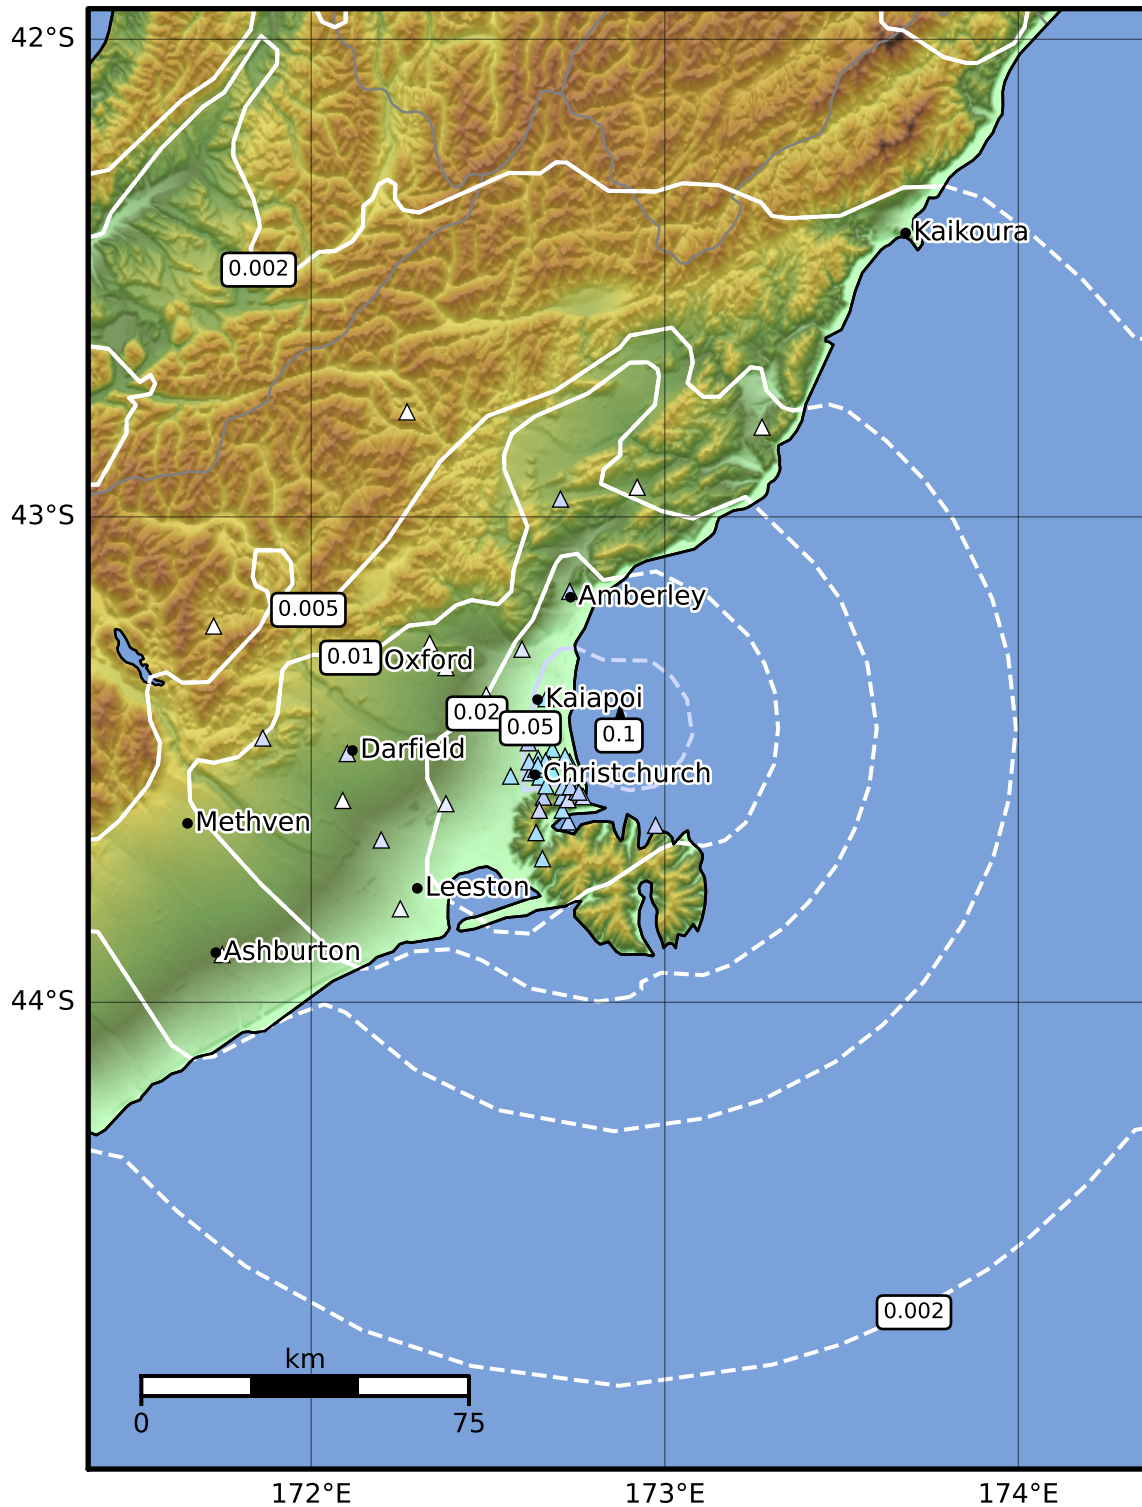 42°S
Kaikoura
0.002
43°S
Amberley
0.005
0.01
Oxford
Kaiapoi
0.02
0.05
0.1
Darfield
Christchurch
Methven
Leeston
Ashburton
44°S
0.002
km
0
75
172°E
173°E
174°E